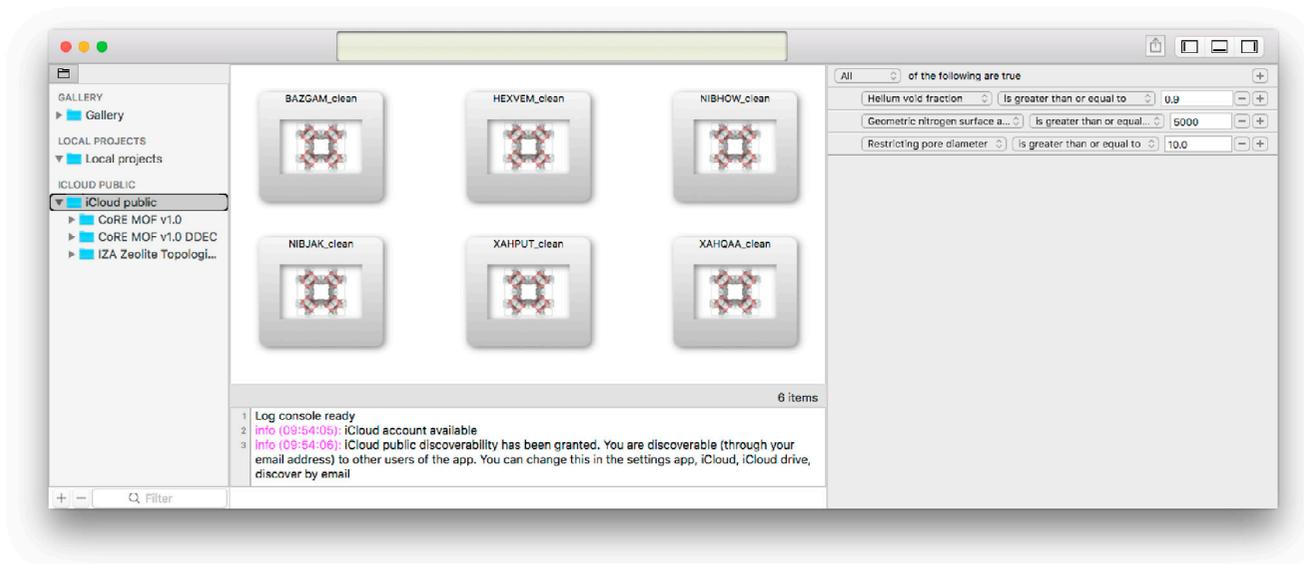 GALLERY
Gallery
LOCAL PROJECTS
Local projects
ICLOUD PUBLIC
iCloud public
CoRE MOF v1.0
CoRE MOF v1.0 DDEC
IZA Zeolite Topologi...
Filter
BAZGAM_clean
HEXVEM_clean
NIBHOW_clean
NIBJAK_clean
XAHPUT_clean
XAHQAA_clean
6 items
1 Log console ready
2 info (09:54:05): iCloud account available
3 info (09:54:06): iCloud public discoverability has been granted. You are discoverable (through your
email address) to other users of the app. You can change this in the settings app, iCloud, iCloud drive,
discover by email
All of the following are true
Helium void fraction Is greater than or equal to 0.9
Geometric nitrogen surface a... is greater than or equal... 5000
Restricting pore diameter is greater than or equal to 10.0